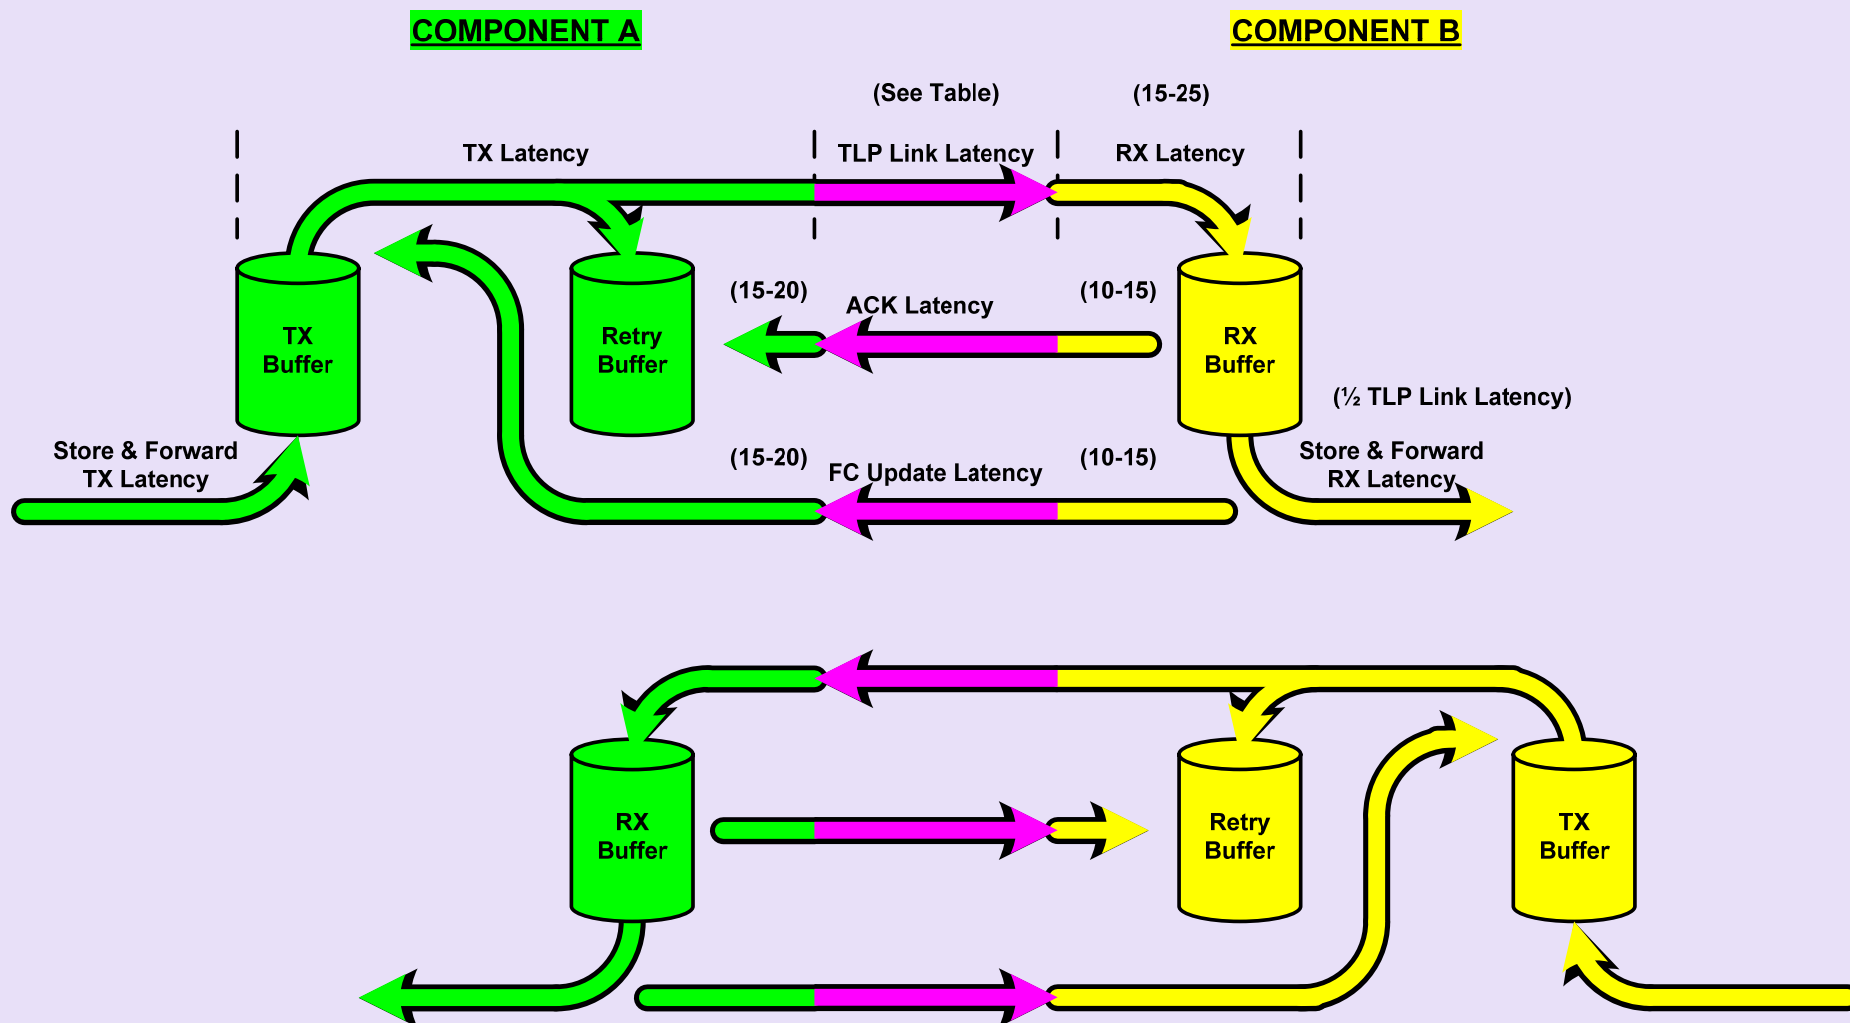 COMPONENT A
COMPONENT B
(See Table)
(15-25)
TX Latency
TLP Link Latency
RX Latency
(15-20)
ACK Latency
(10-15)
TX
Buffer
Retry
Buffer
RX
Buffer
(½ TLP Link Latency)
Store & Forward
TX Latency
(15-20)
FC Update Latency
(10-15)
Store & Forward
RX Latency
RX
Buffer
Retry
Buffer
TX
Buffer